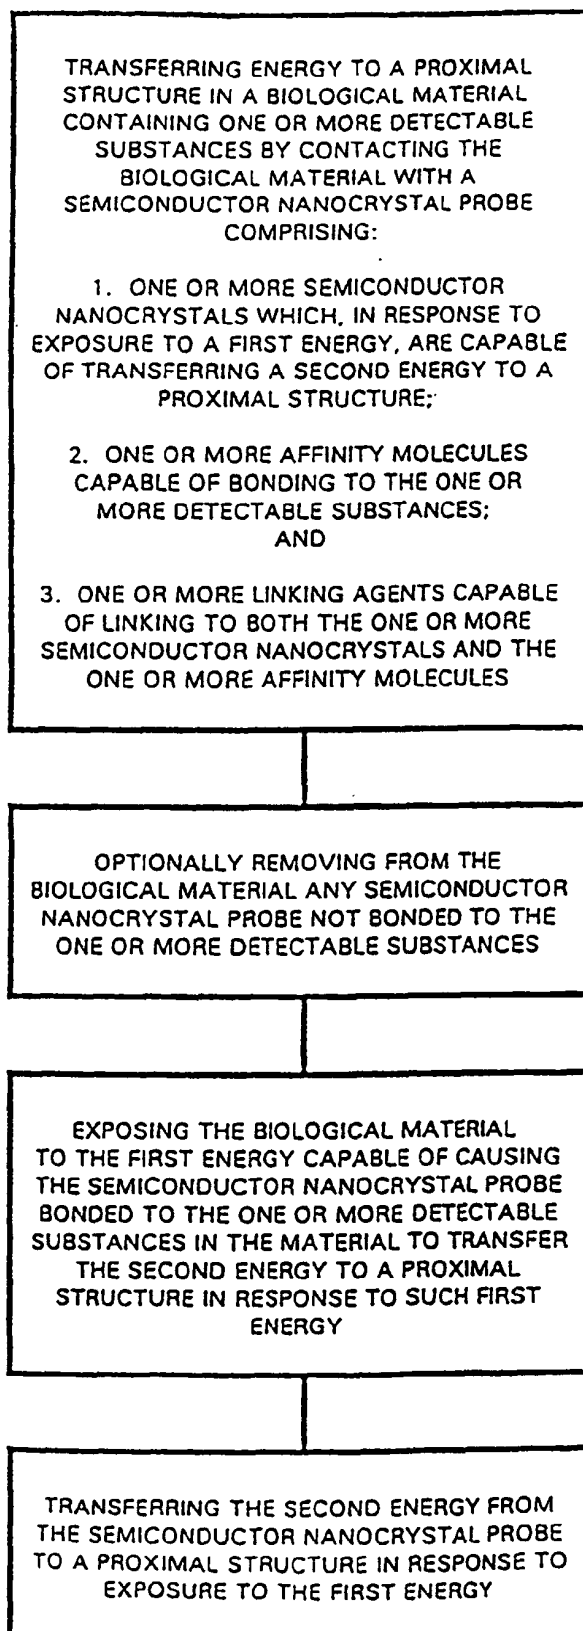 TRANSFERRING ENERGY TO A PROXIMAL
STRUCTURE IN A BIOLOGICAL MATERIAL
CONTAINING ONE OR MORE DETECTABLE
SUBSTANCES BY CONTACTING THE
BIOLOGICAL MATERIAL WITH A
SEMICONDUCTOR NANOCRYSTAL PROBE
COMPRISING:
1. ONE OR MORE SEMICONDUCTOR
NANOCRYSTALS WHICH, IN RESPONSE TO
EXPOSURE TO A FIRST ENERGY, ARE CAPABLE
OF TRANSFERRING A SECOND ENERGY TO A
PROXIMAL STRUCTURE;
2. ONE OR MORE AFFINITY MOLECULES
CAPABLE OF BONDING TO THE ONE OR
MORE DETECTABLE SUBSTANCES;
AND
3. ONE OR MORE LINKING AGENTS CAPABLE
OF LINKING TO BOTH THE ONE OR MORE
SEMICONDUCTOR NANOCRYSTALS AND THE
ONE OR MORE AFFINITY MOLECULES
OPTIONALLY REMOVING FROM THE
BIOLOGICAL MATERIAL ANY SEMICONDUCTOR
NANOCRYSTAL PROBE NOT BONDED TO THE
ONE OR MORE DETECTABLE SUBSTANCES
EXPOSING THE BIOLOGICAL MATERIAL
TO THE FIRST ENERGY CAPABLE OF CAUSING
THE SEMICONDUCTOR NANOCRYSTAL PROBE
BONDED TO THE ONE OR MORE DETECTABLE
SUBSTANCES IN THE MATERIAL TO TRANSFER
THE SECOND ENERGY TO A PROXIMAL
STRUCTURE IN RESPONSE TO SUCH FIRST
ENERGY
TRANSFERRING THE SECOND ENERGY FROM
THE SEMICONDUCTOR NANOCRYSTAL PROBE
TO A PROXIMAL STRUCTURE IN RESPONSE TO
EXPOSURE TO THE FIRST ENERGY